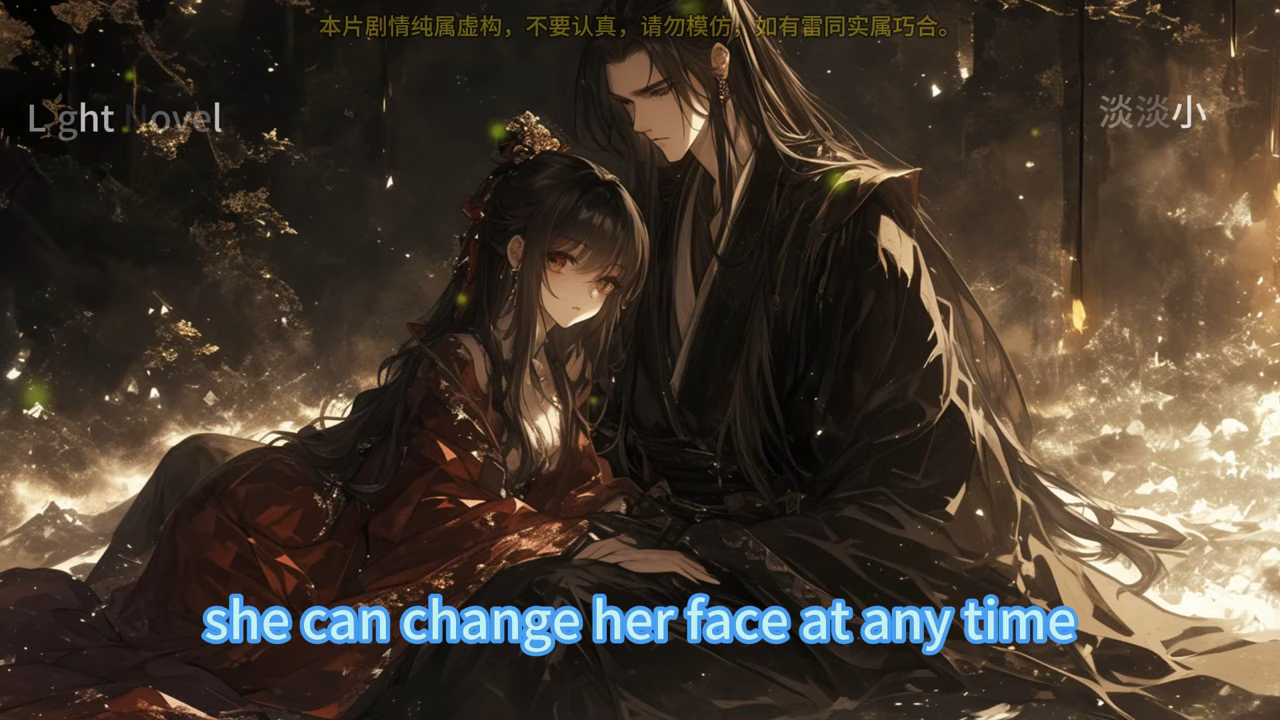 本片剧情纯属虚构，不要认真，请勿模仿，如有雷同实属巧合。
Light Novel
淡淡小
she can change her face at any time